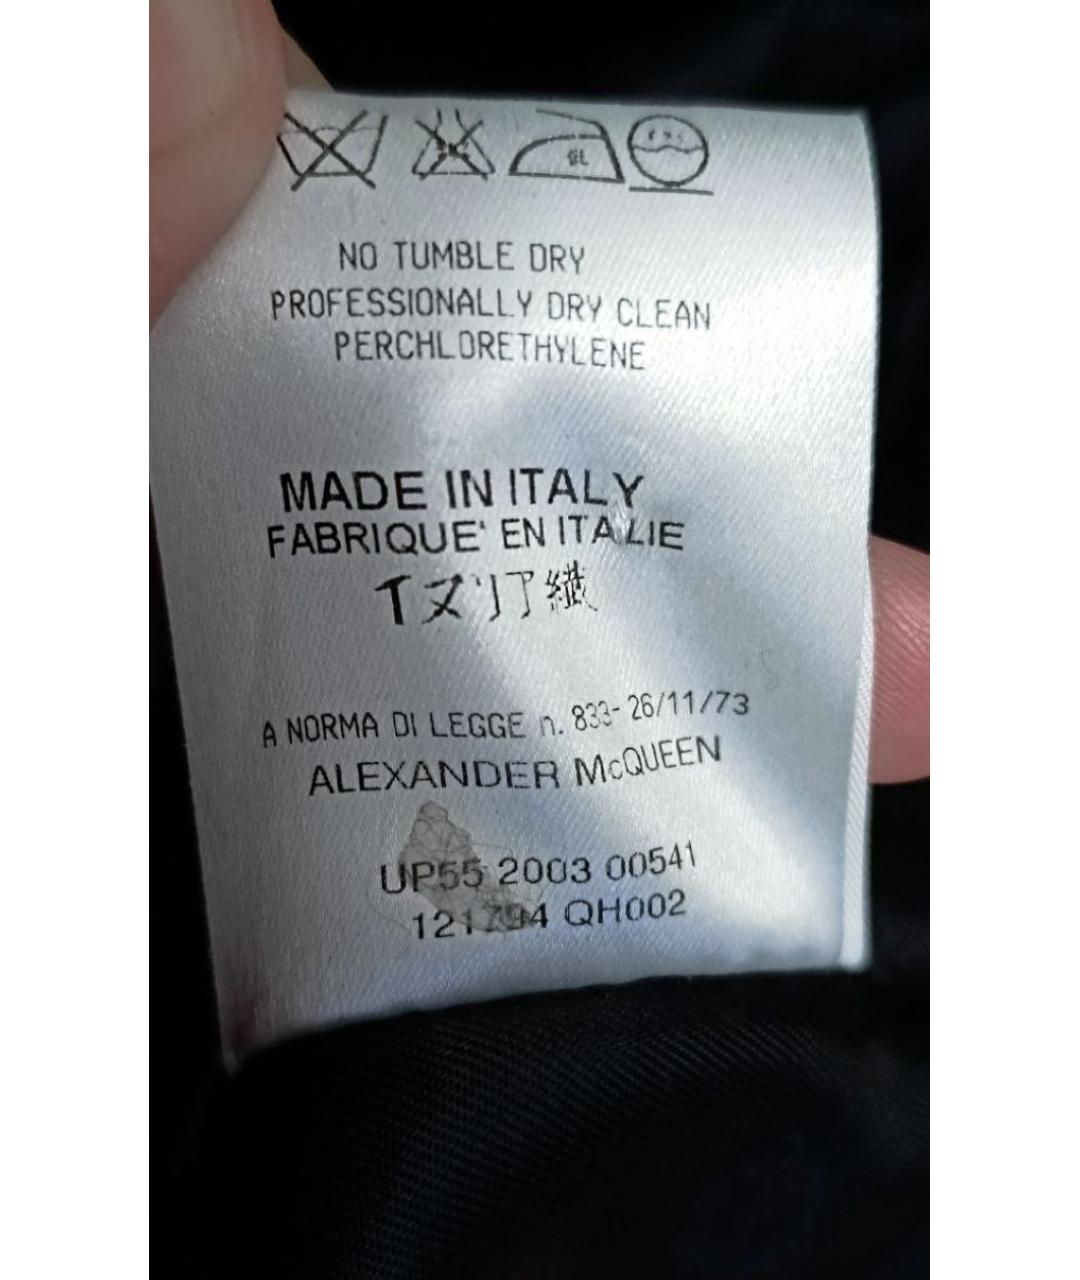 NO TUMBLE DRY
PROFESSIONALLY DRY CLEAN
PERCHLORETHYLENE
MADE IN ITALY
FABRIQUE' EN ITALIE
A NORMA DI LEGGE n. 833- 26/11/73
ALEXANDER McQUEEN
UP55 2003 00541
121794 QH002